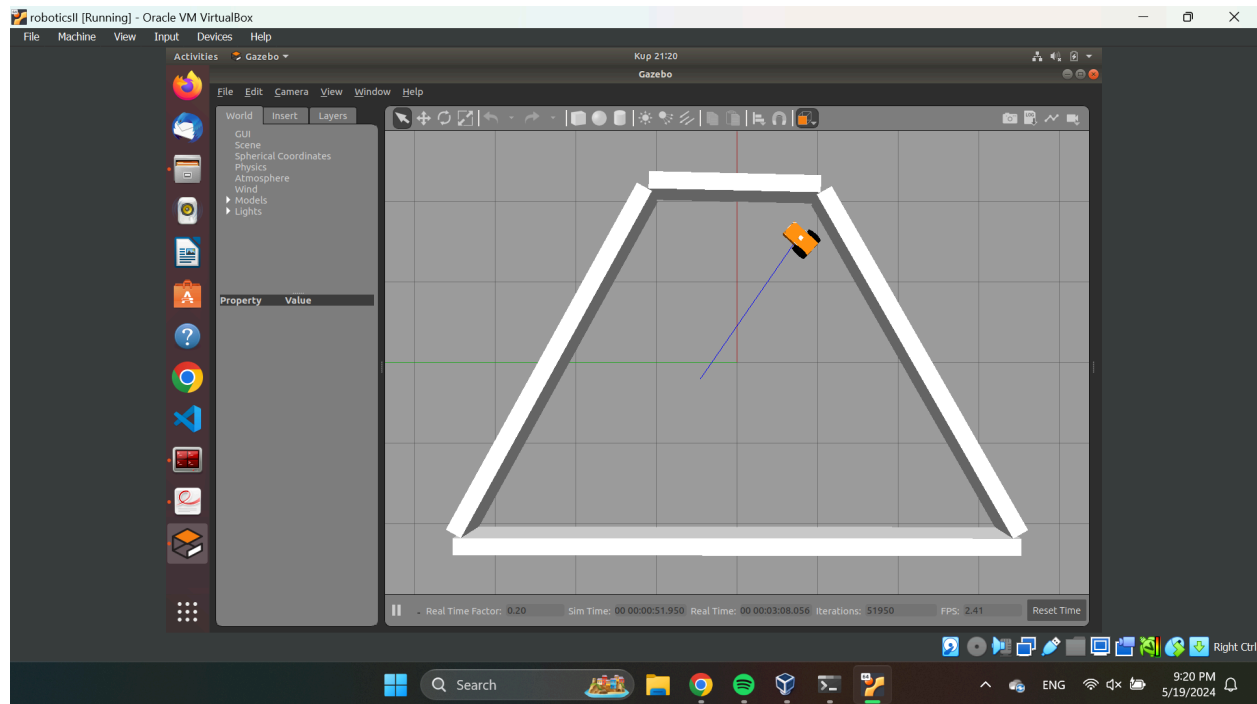 roboticsII [Running] - Oracle VM VirtualBox
File Machine View Input Devices Help
Activities Gazebo Kup 21:20
Gazebo
File Edit Camera View Window Help
World Insert Layers
GUI
Scene
Spherical Coordinates
Physics
Atmosphere
Wind
Models
Lights
Property Value
Real Time Factor: 0.20 Sim Time: 00 00:00:51.950 Real Time: 00 00:03:08.056 Iterations: 51950 FPS: 2.41 Reset Time
Right Ctrl
Search
ENG
9:20 PM
5/19/2024